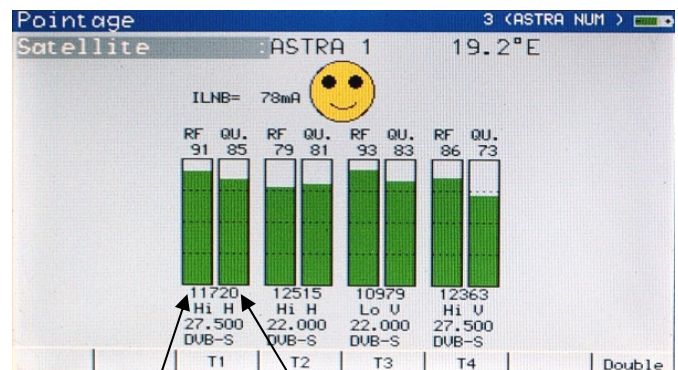 Pointage 3 (ASTRA NUM )
Satellite :ASTRA 1 19.2°E
ILNB= 78mA
RF QU. RF QU. RF QU. RF QU.
91 85 79 81 93 83 86 73
11720 12515 10979 12363
Hi H Hi H Lo V Hi V
27.500 22.000 22.000 27.500
DVB-S DVB-S DVB-S DVB-S
T1 T2 T3 T4 Double